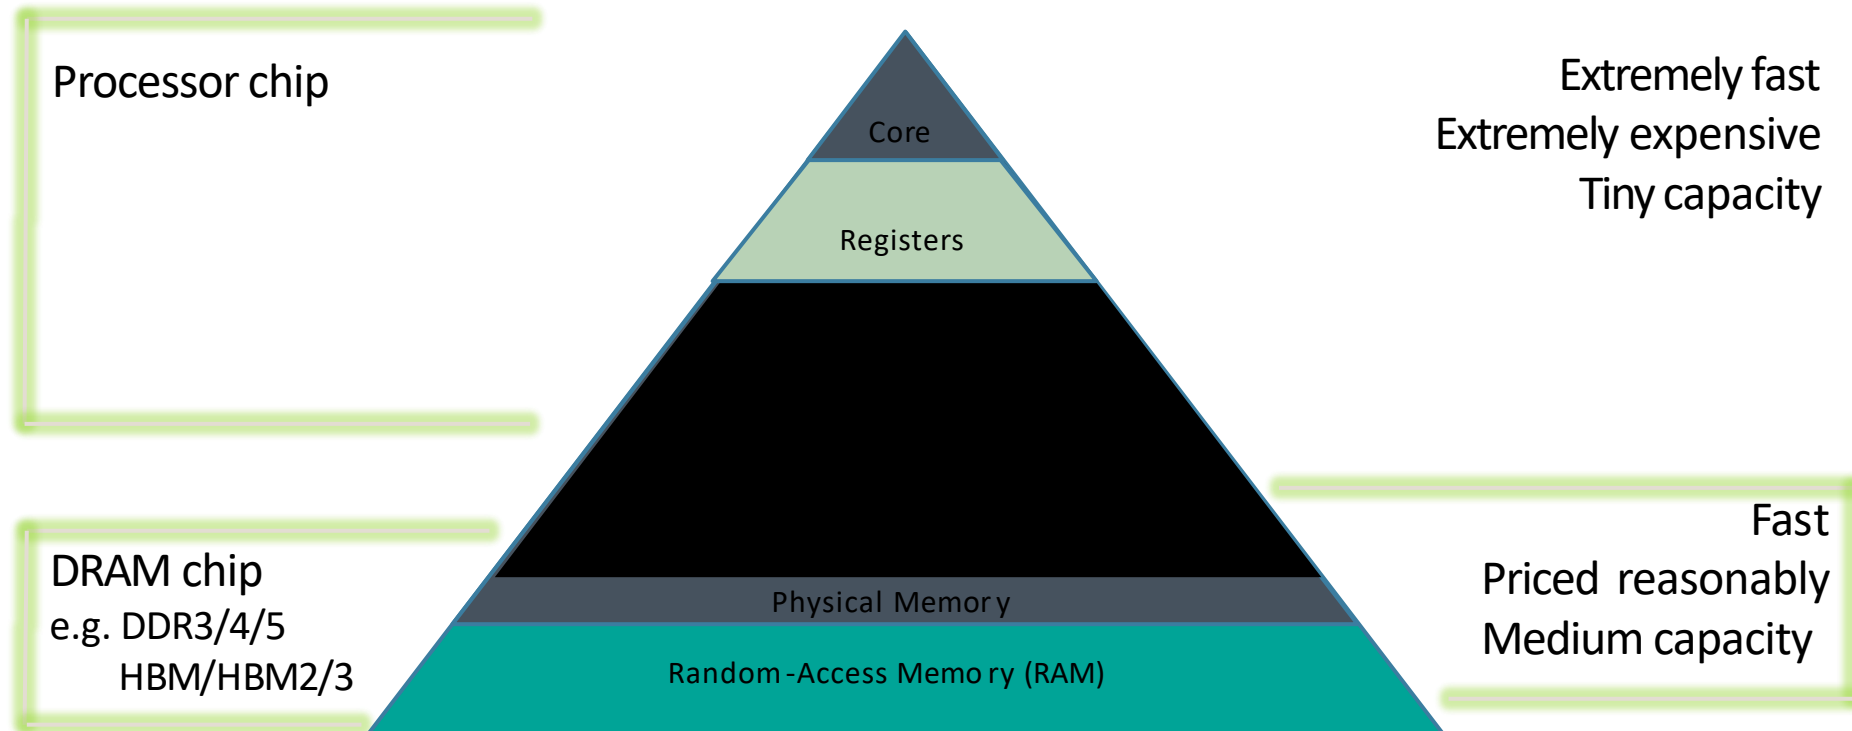 Processor chip
Core
Registers
Extremely fast
Extremely expensive
Tiny capacity
DRAM chip
e.g. DDR3/4/5
HBM/HBM2/3
Physical Memory
Random-Access Memory (RAM)
Fast
Priced reasonably
Medium capacity